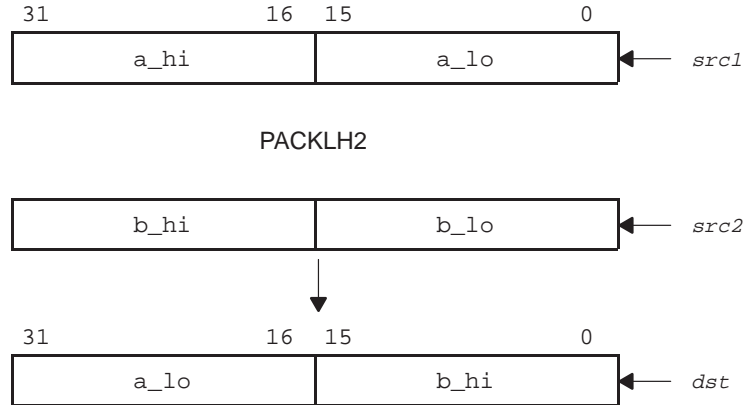 31 16 15 0
a_hi a_lo src1
PACKLH2
b_hi b_lo src2
31 16 15 0
a_lo b_hi dst